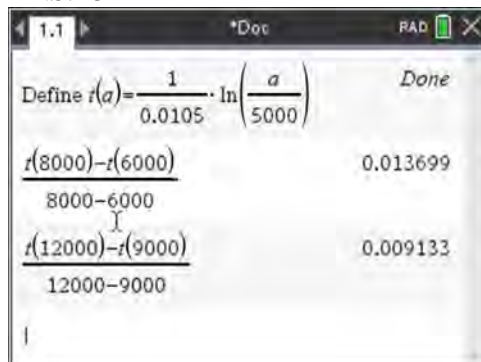 1.1 *Doc RAD
Define t(a)=1/0.0105·ln(a/5000) Done
t(8000)−t(6000)/8000−6000 0.013699
t(12000)−t(9000)/12000−9000 0.009133